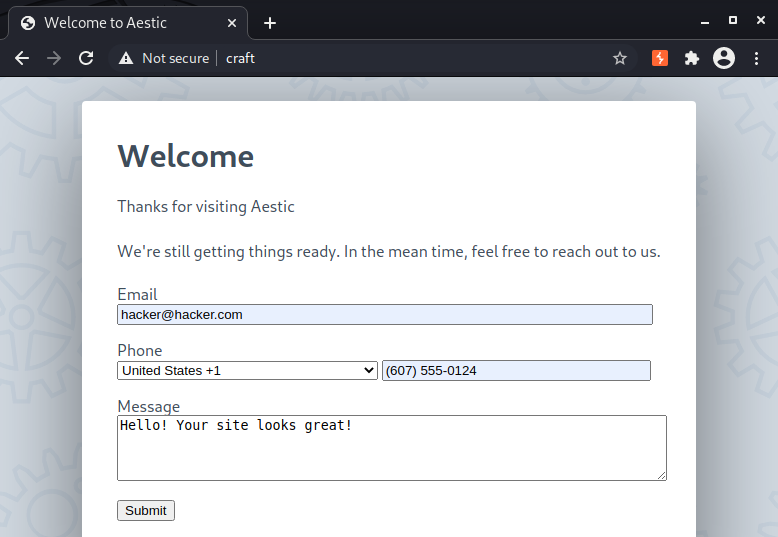 Welcome to Aestic
Not secure craft
Welcome
Thanks for visiting Aestic
We're still getting things ready. In the mean time, feel free to reach out to us.
Email
hacker@hacker.com
Phone
United States +1 (607) 555-0124
Message
Hello! Your site looks great!
Submit